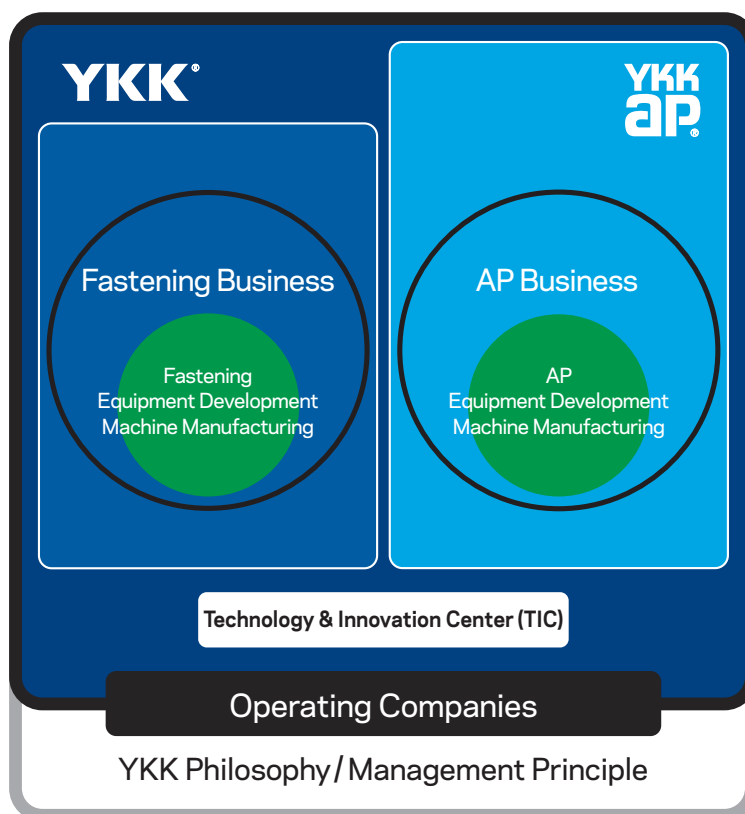 YKK®
YKK
ap®
Fastening Business
Fastening
Equipment Development
Machine Manufacturing
AP Business
AP
Equipment Development
Machine Manufacturing
Technology & Innovation Center (TIC)
Operating Companies
YKK Philosophy / Management Principle